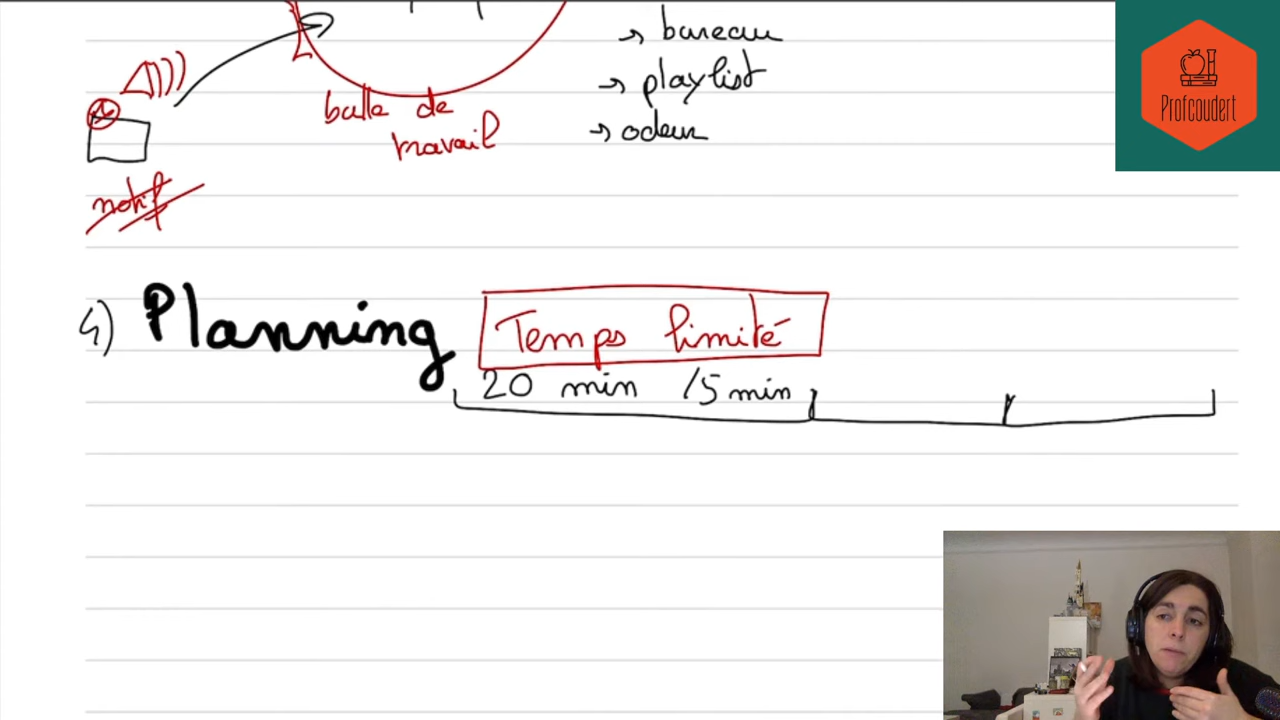 → bureau
→ playlist
→ odeur
bulle de
travail
notif
4) Planning Temps limité
20 min /5 min
Profcoudert